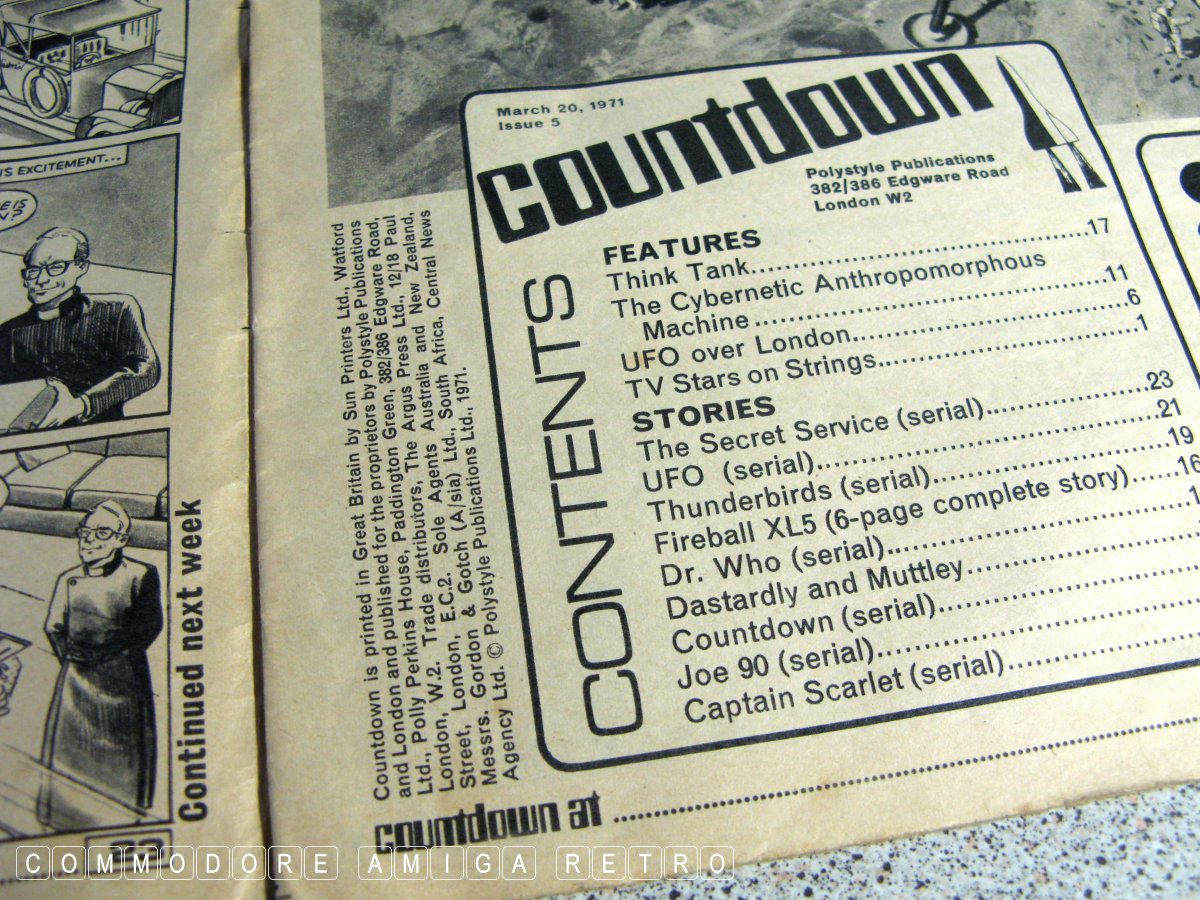 IS EXCITEMENT...
Continued next week
March 20, 1971
Issue 5
countdown
Polystyle Publications
382/386 Edgware Road
London W2
CONTENTS
FEATURES
Think Tank..............................17
The Cybernetic Anthropomorphous
Machine..............................11
UFO over London..............................6
TV Stars on Strings..............................1
STORIES
The Secret Service (serial)..............................23
UFO (serial)..............................21
Thunderbirds (serial)..............................19
Fireball XL5 (6-page complete story)......16
Dr. Who (serial)..............................
Dastardly and Muttley..............................
Countdown (serial)..............................
Joe 90 (serial)..............................
Captain Scarlet (serial)..............................
Countdown is printed in Great Britain by Sun Printers Ltd., Watford
and London and published for the proprietors by Polystyle Publications
Ltd., Polly Perkins House, Paddington Green, 382/386 Edgware Road,
London, W.2. Trade distributors, The Argus Press Ltd., 12/18 Paul
Street, London, E.C.2. Sole Agents Australia and New Zealand,
Messrs. Gordon & Gotch (A/sia) Ltd., South Africa, Central News
Agency Ltd. © Polystyle Publications Ltd., 1971.
countdown at ..............................
COMMODORE AMIGA RETRO